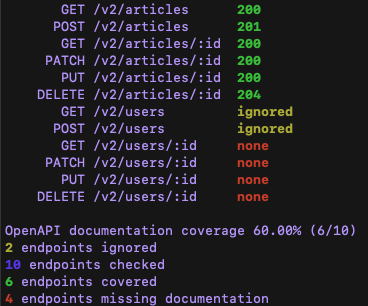 GET /v2/articles 200
POST /v2/articles 201
GET /v2/articles/:id 200
PATCH /v2/articles/:id 200
PUT /v2/articles/:id 200
DELETE /v2/articles/:id 204
GET /v2/users ignored
POST /v2/users ignored
GET /v2/users/:id none
PATCH /v2/users/:id none
PUT /v2/users/:id none
DELETE /v2/users/:id none
OpenAPI documentation coverage 60.00% (6/10)
2 endpoints ignored
10 endpoints checked
6 endpoints covered
4 endpoints missing documentation